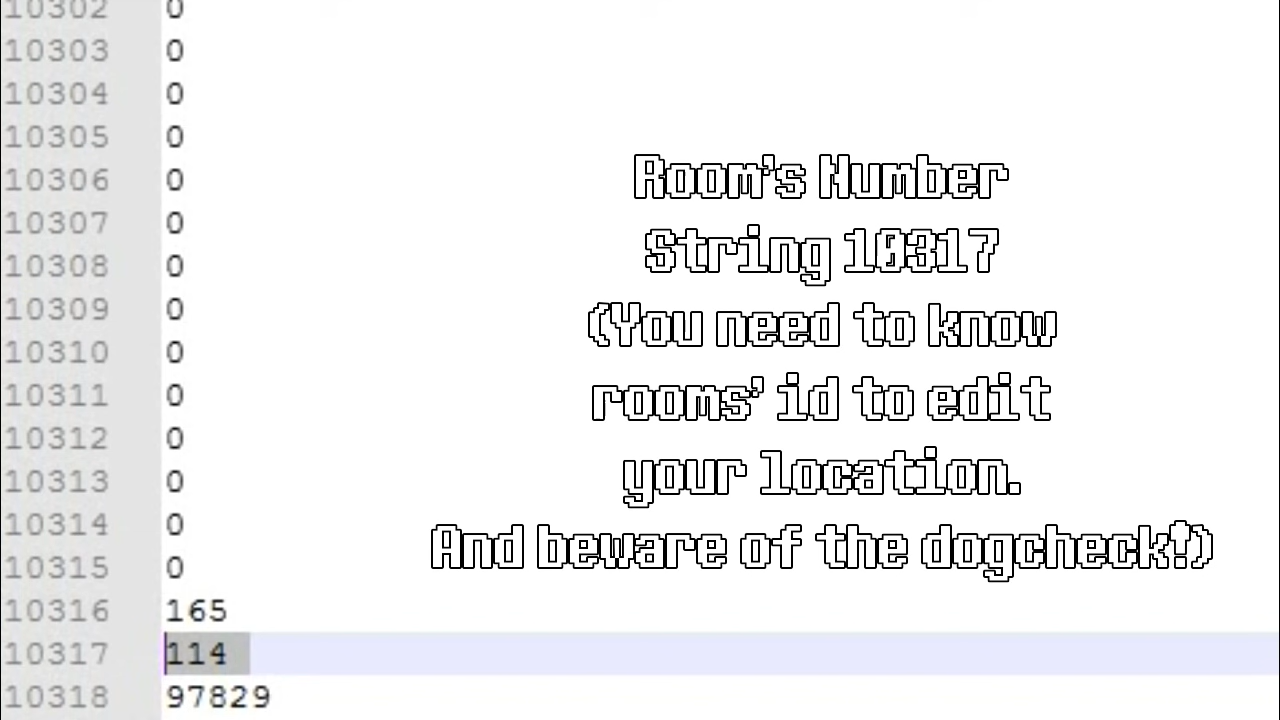 10302 0
10303 0
10304 0
10305 0
10306 0
10307 0
10308 0
10309 0
10310 0
10311 0
10312 0
10313 0
10314 0
10315 0
10316 165
10317 114
10318 97829
Room's Number
String 10317
(You need to know
rooms' id to edit
your location.
And beware of the dogcheck!)